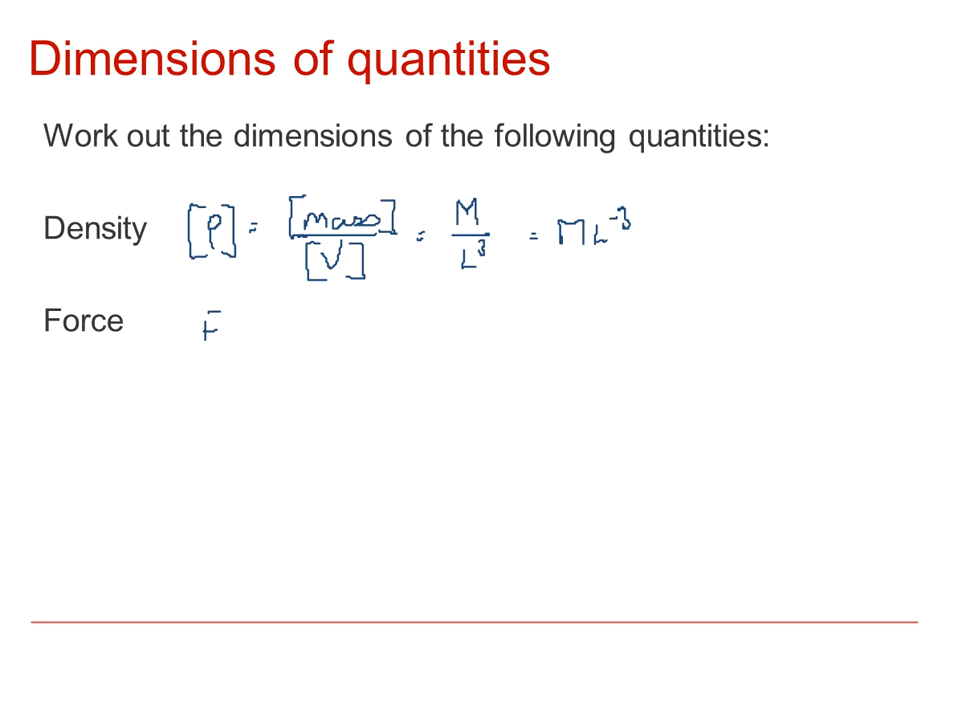 Dimensions of quantities
Work out the dimensions of the following quantities:
Density [ρ] = [mass]/[V] = M/L³ = ML⁻³
Force F